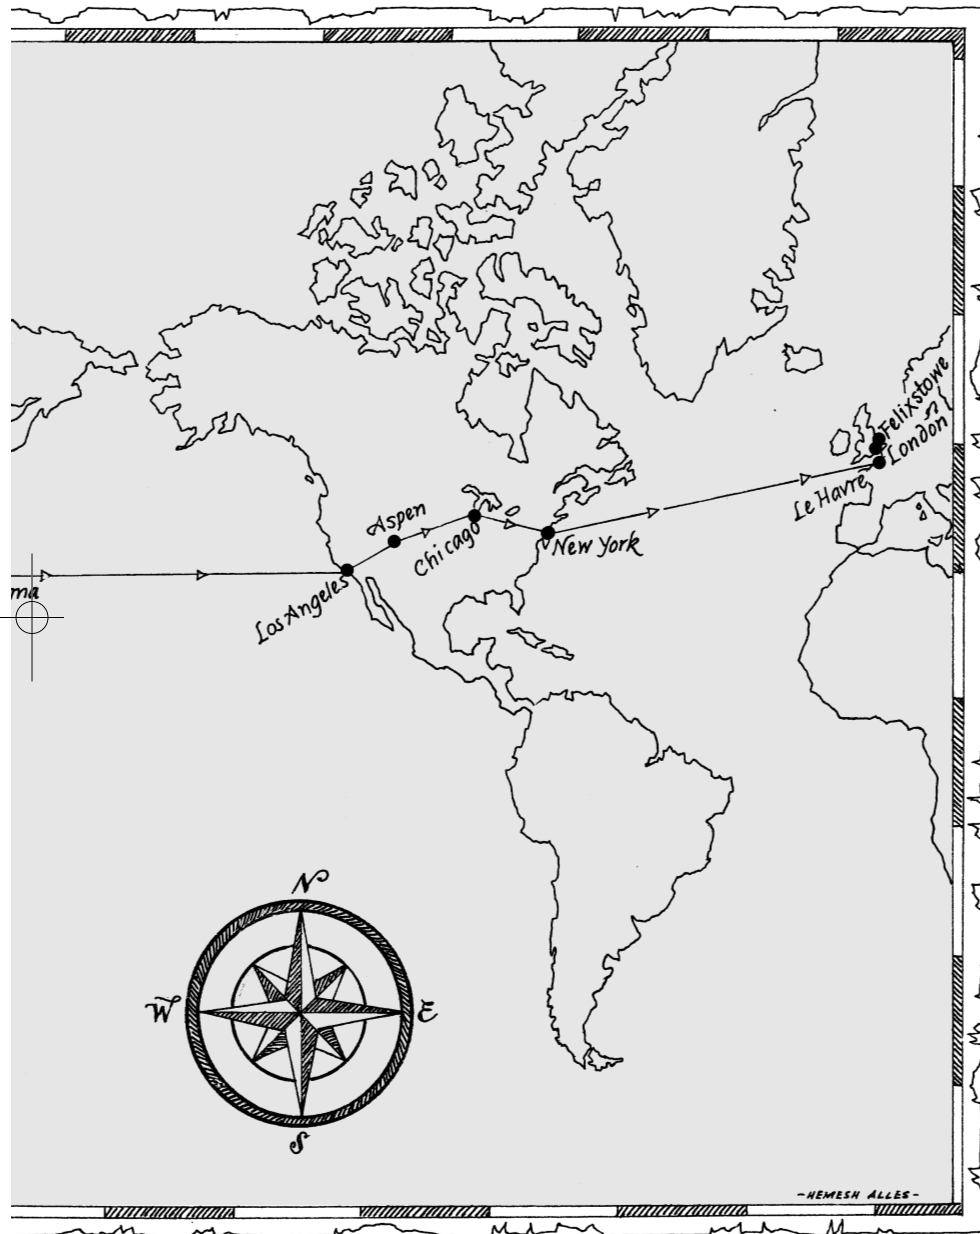 Felixstowe
London
Aspen
Le Havre
Chicago
New York
ma
Los Angeles
N
W
E
S
-HEMESH ALLES-